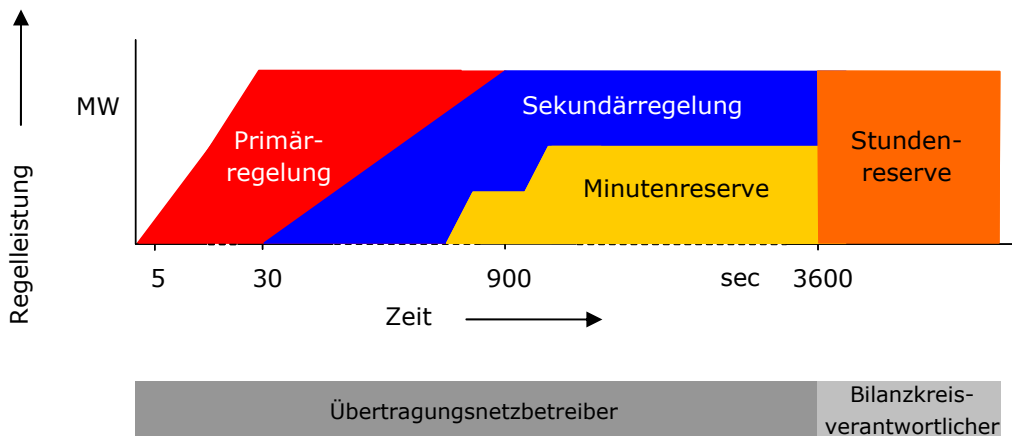 Regelleistung
MW
Primär-
regelung
Sekundärregelung
Minutenreserve
Stunden-
reserve
5
30
900
sec
3600
Zeit
Übertragungsnetzbetreiber
Bilanzkreis-
verantwortlicher